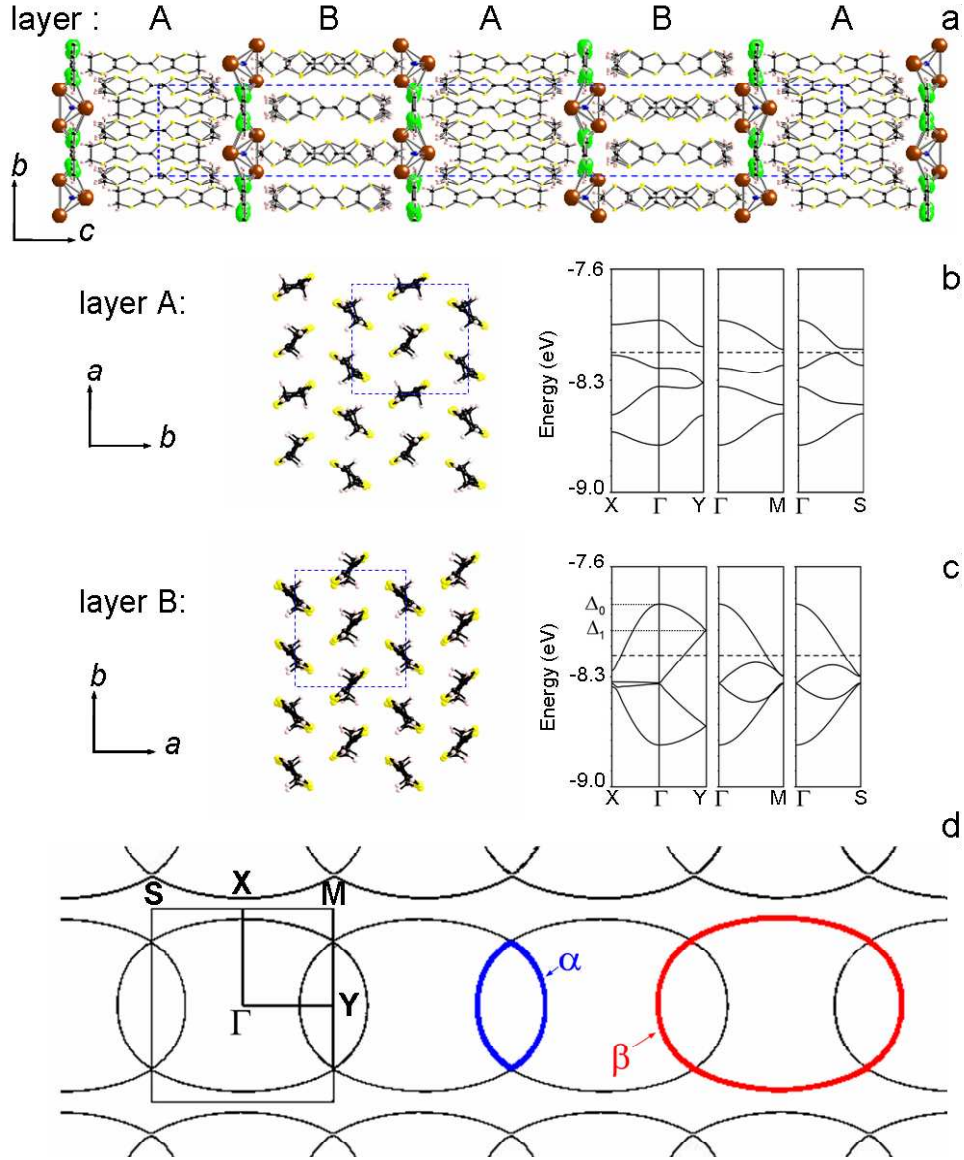 layer : A B A B A a
b
c
layer A:
a
b
b
Energy (eV)
-7.6
-8.3
-9.0
X Γ Y Γ M Γ S
layer B:
b
a
c
Energy (eV)
-7.6
Δ0
Δ1
-8.3
-9.0
X Γ Y Γ M Γ S
d
S X M
Γ Y
α
β